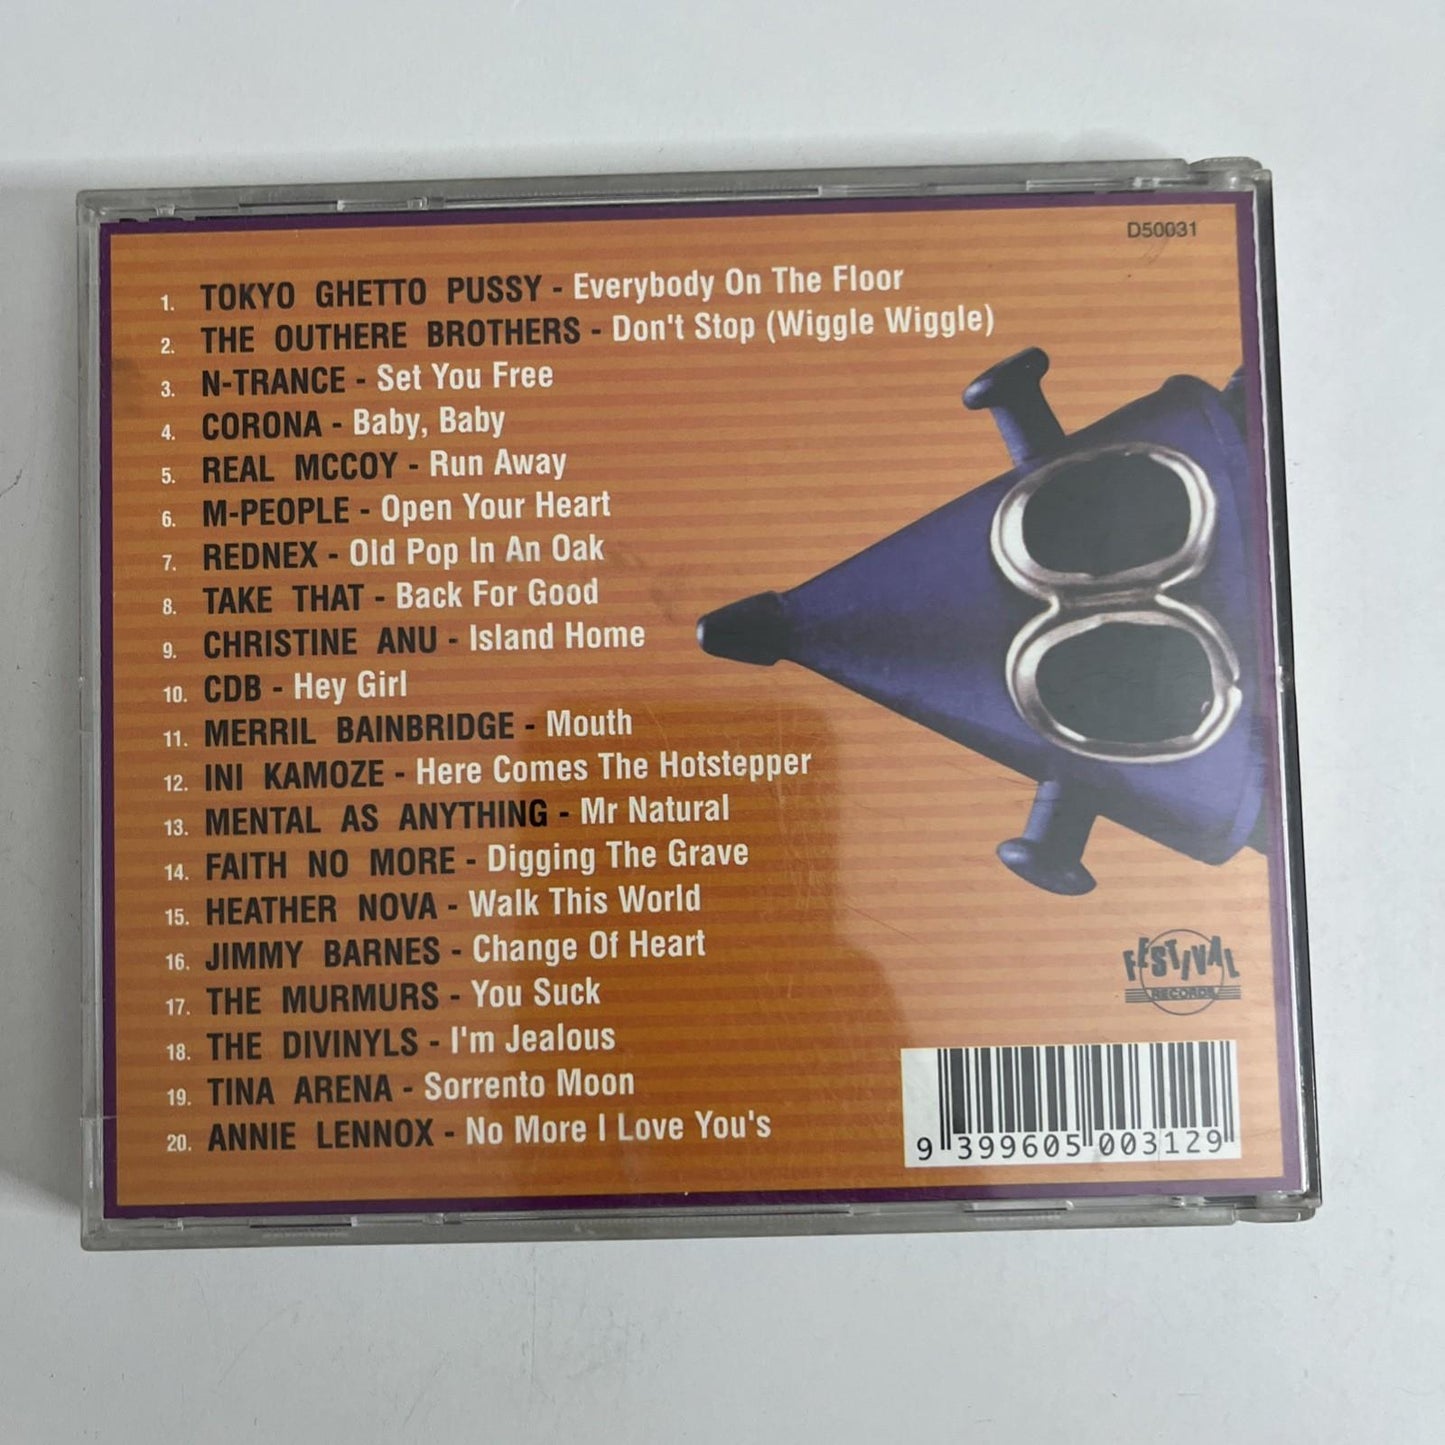 D50031
1. TOKYO GHETTO PUSSY - Everybody On The Floor
2. THE OUTHERE BROTHERS - Don't Stop (Wiggle Wiggle)
3. N-TRANCE - Set You Free
4. CORONA - Baby, Baby
5. REAL MCCOY - Run Away
6. M-PEOPLE - Open Your Heart
7. REDNEX - Old Pop In An Oak
8. TAKE THAT - Back For Good
9. CHRISTINE ANU - Island Home
10. CDB - Hey Girl
11. MERRIL BAINBRIDGE - Mouth
12. INI KAMOZE - Here Comes The Hotstepper
13. MENTAL AS ANYTHING - Mr Natural
14. FAITH NO MORE - Digging The Grave
15. HEATHER NOVA - Walk This World
16. JIMMY BARNES - Change Of Heart
17. THE MURMURS - You Suck
18. THE DIVINYLS - I'm Jealous
19. TINA ARENA - Sorrento Moon
20. ANNIE LENNOX - No More I Love You's
FESTIVAL
RECORDS
9 399605 003129